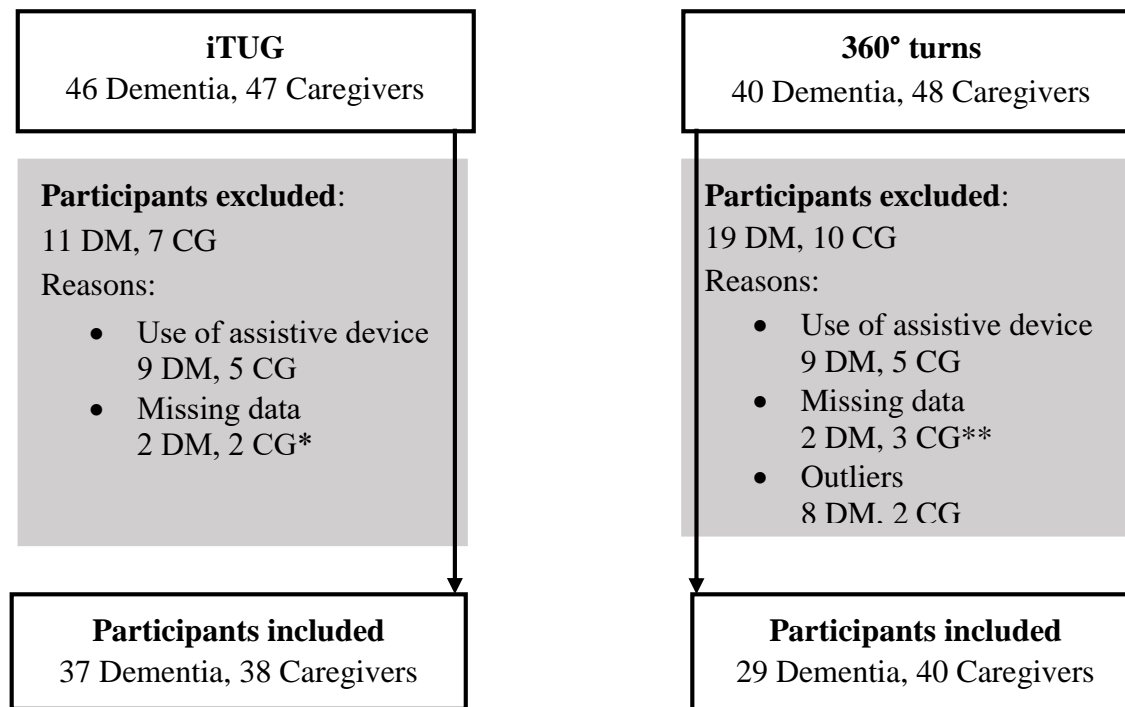 iTUG
46 Dementia, 47 Caregivers
Participants excluded:
11 DM, 7 CG
Reasons:
• Use of assistive device
9 DM, 5 CG
• Missing data
2 DM, 2 CG*
Participants included
37 Dementia, 38 Caregivers
360° turns
40 Dementia, 48 Caregivers
Participants excluded:
19 DM, 10 CG
Reasons:
• Use of assistive device
9 DM, 5 CG
• Missing data
2 DM, 3 CG**
• Outliers
8 DM, 2 CG
Participants included
29 Dementia, 40 Caregivers